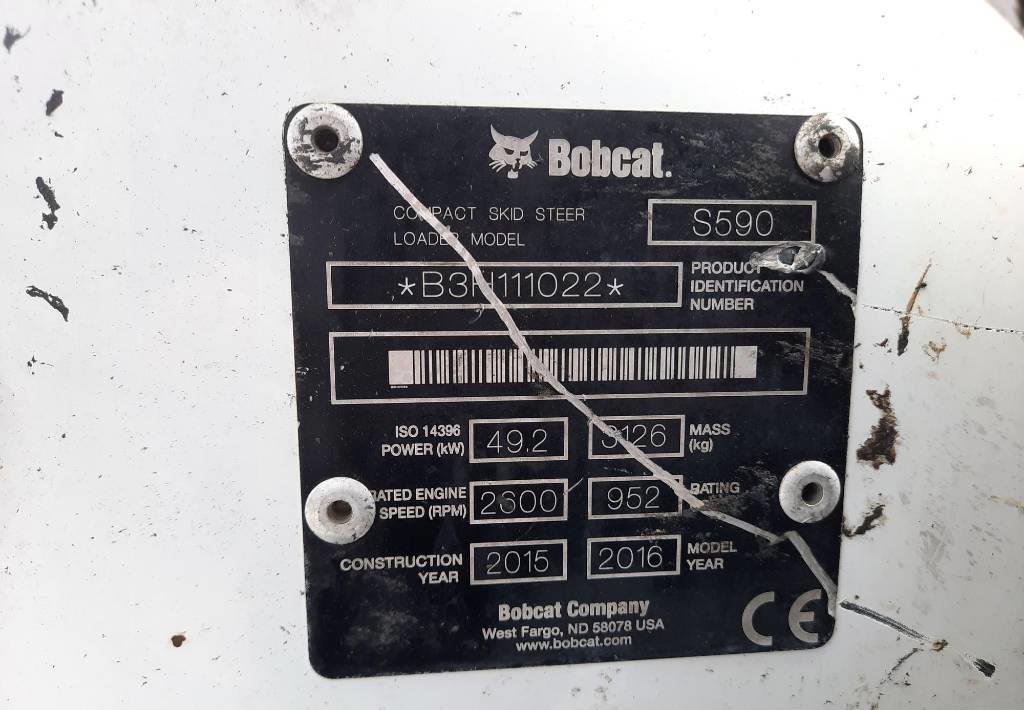 Bobcat.
COMPACT SKID STEER
LOADER MODEL
S590
*B3H111022*
PRODUCT
IDENTIFICATION
NUMBER
ISO 14396
POWER (kW)
49.2
3126
MASS
(kg)
RATED ENGINE
SPEED (RPM)
2600
952
RATING
CONSTRUCTION
YEAR
2015
2016
MODEL
YEAR
Bobcat Company
West Fargo, ND 58078 USA
www.bobcat.com
CE